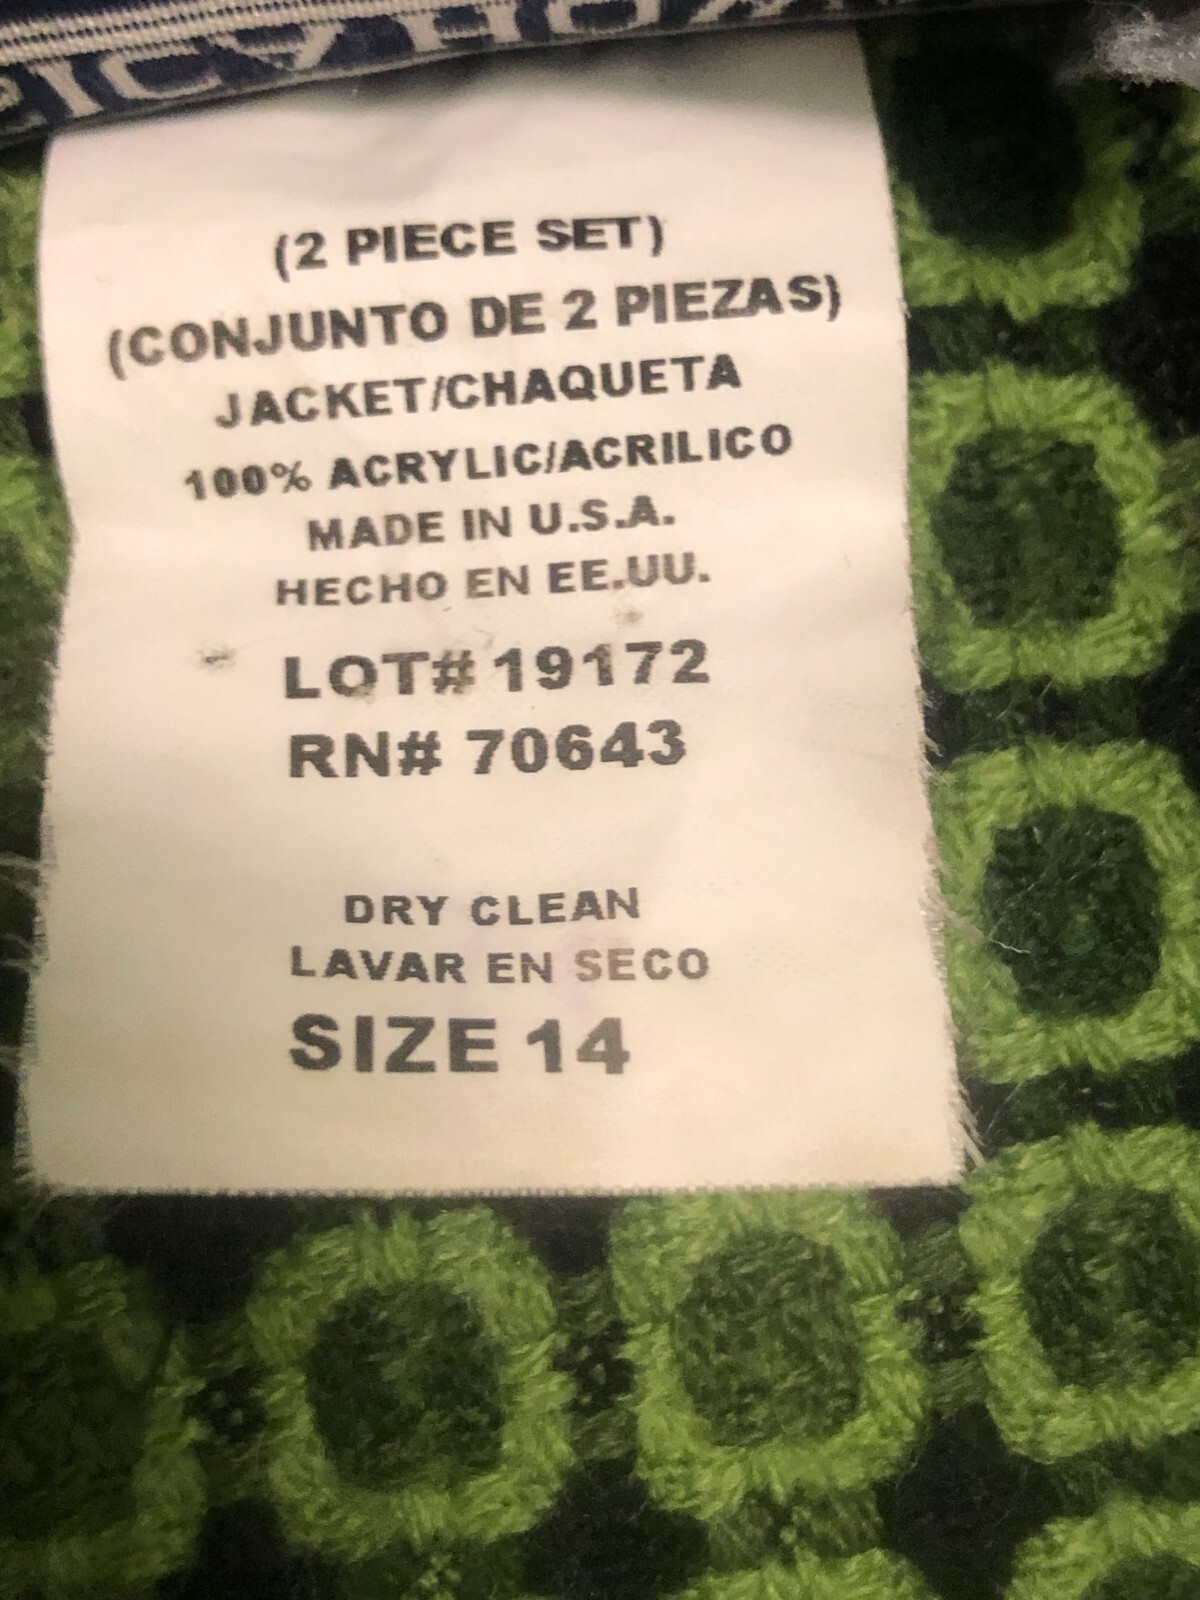 (2 PIECE SET)
(CONJUNTO DE 2 PIEZAS)
JACKET/CHAQUETA
100% ACRYLIC/ACRILICO
MADE IN U.S.A.
HECHO EN EE.UU.
LOT# 19172
RN# 70643
DRY CLEAN
LAVAR EN SECO
SIZE 14